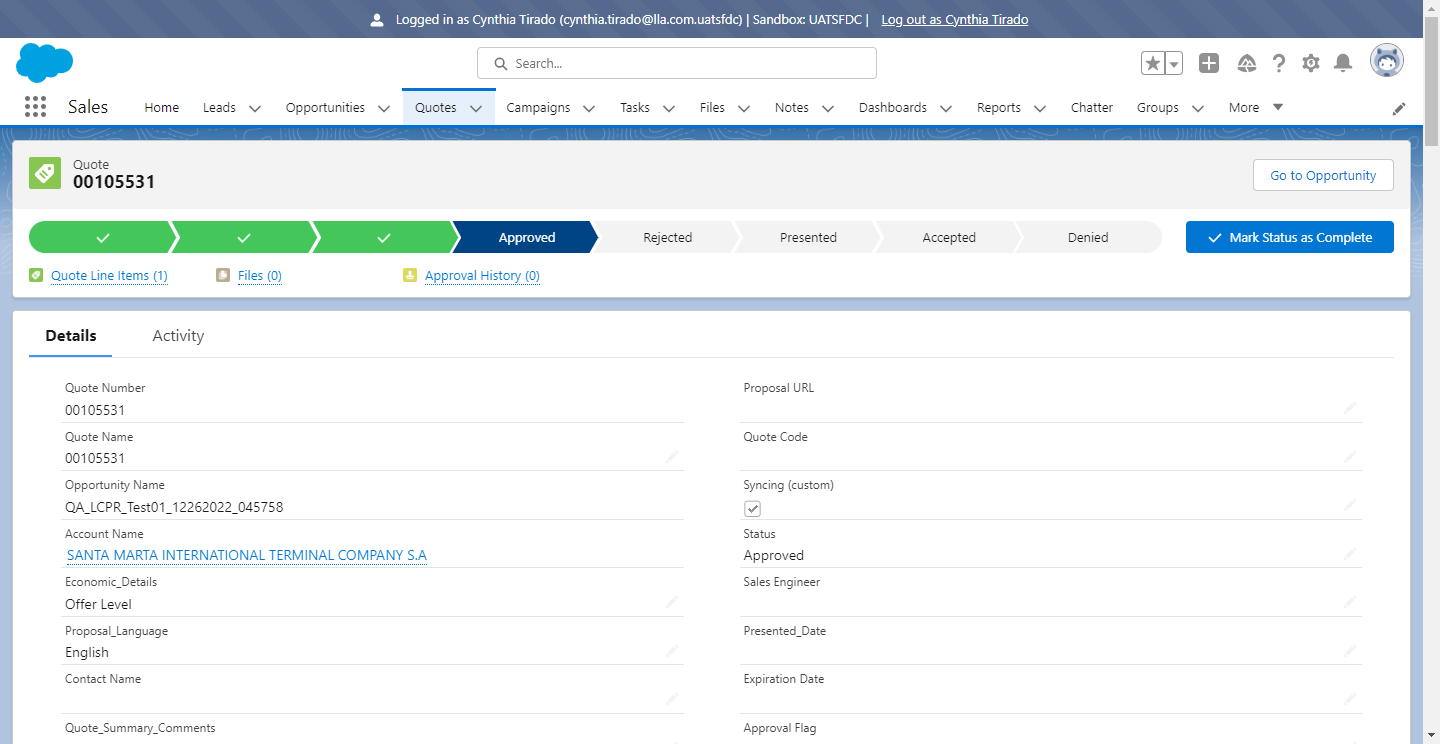 Logged in as Cynthia Tirado (cynthia.tirado@lla.com.uatsfdc) | Sandbox: UATSFDC | Log out as Cynthia Tirado
Search...
Sales Home Leads Opportunities Quotes Campaigns Tasks Files Notes Dashboards Reports Chatter Groups More
Quote
00105531
Go to Opportunity
Approved Rejected Presented Accepted Denied Mark Status as Complete
Quote Line Items (1) Files (0) Approval History (0)
Details Activity
Quote Number Proposal URL
00105531
Quote Name Quote Code
00105531
Opportunity Name Syncing (custom)
QA_LCPR_Test01_12262022_045758
Account Name Status
SANTA MARTA INTERNATIONAL TERMINAL COMPANY S.A Approved
Economic_Details Sales Engineer
Offer Level
Proposal_Language Presented_Date
English
Contact Name Expiration Date
Quote_Summary_Comments Approval Flag